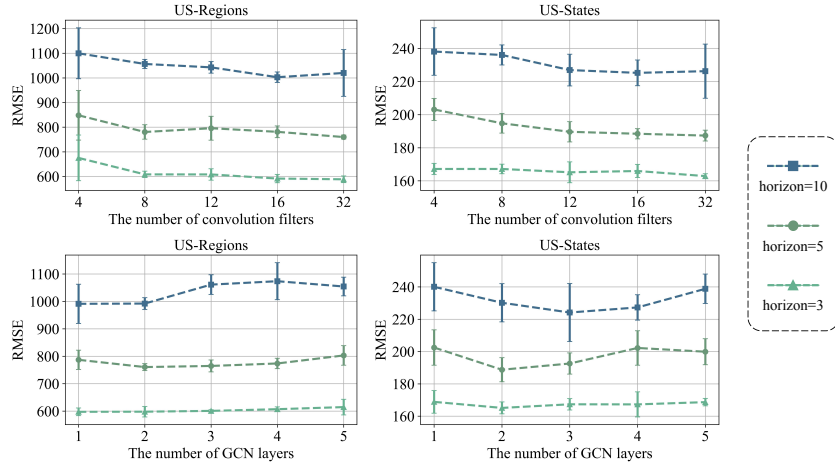 US-Regions
1200
1100
1000
900
800
700
600
RMSE
4 8 12 16 32
The number of convolution filters
US-States
240
220
200
180
160
RMSE
4 8 12 16 32
The number of convolution filters
horizon=10
horizon=5
horizon=3
US-Regions
1100
1000
900
800
700
600
RMSE
1 2 3 4 5
The number of GCN layers
US-States
240
220
200
180
160
RMSE
1 2 3 4 5
The number of GCN layers